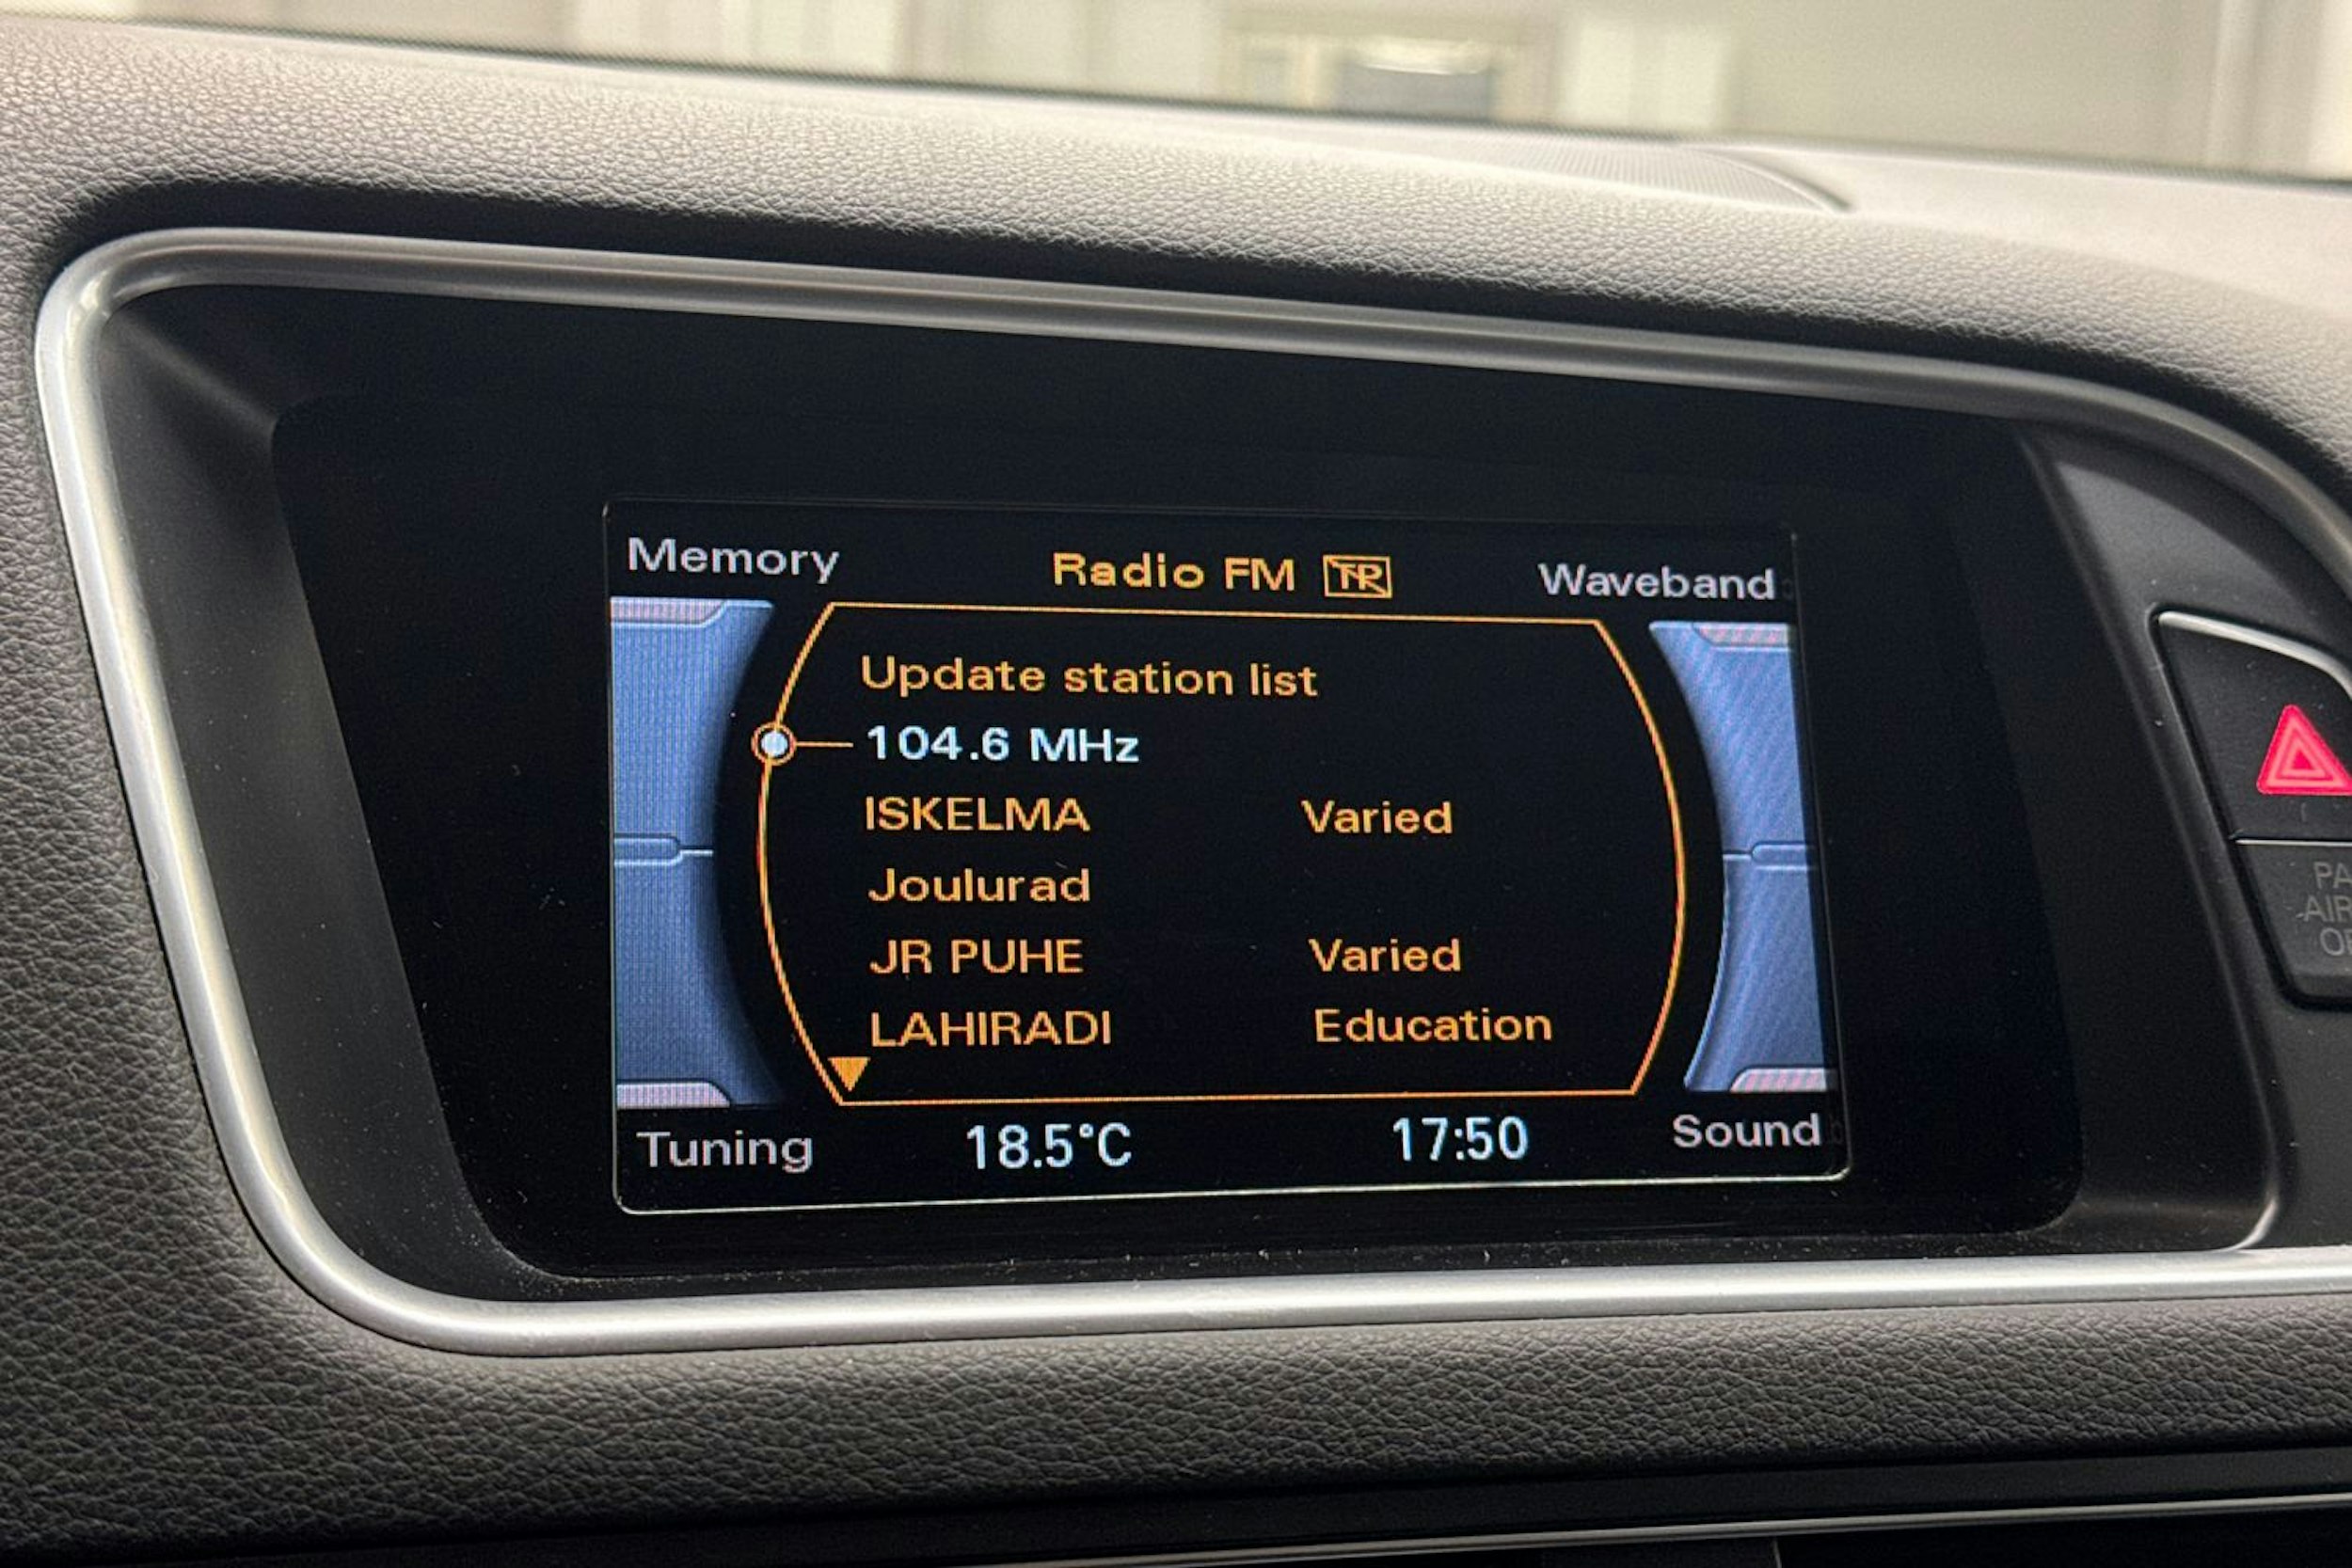 Memory
Radio FM TP
Waveband
Update station list
104.6 MHz
ISKELMA Varied
Joulurad
JR PUHE Varied
LAHIRADI Education
Tuning
18.5°C
17:50
Sound